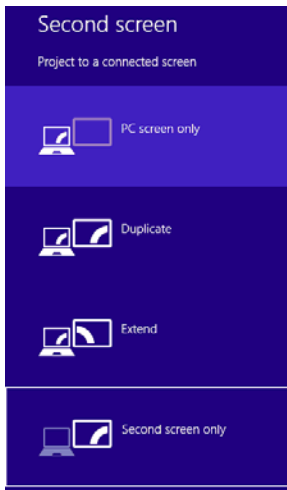 Second screen
Project to a connected screen
PC screen only
Duplicate
Extend
Second screen only